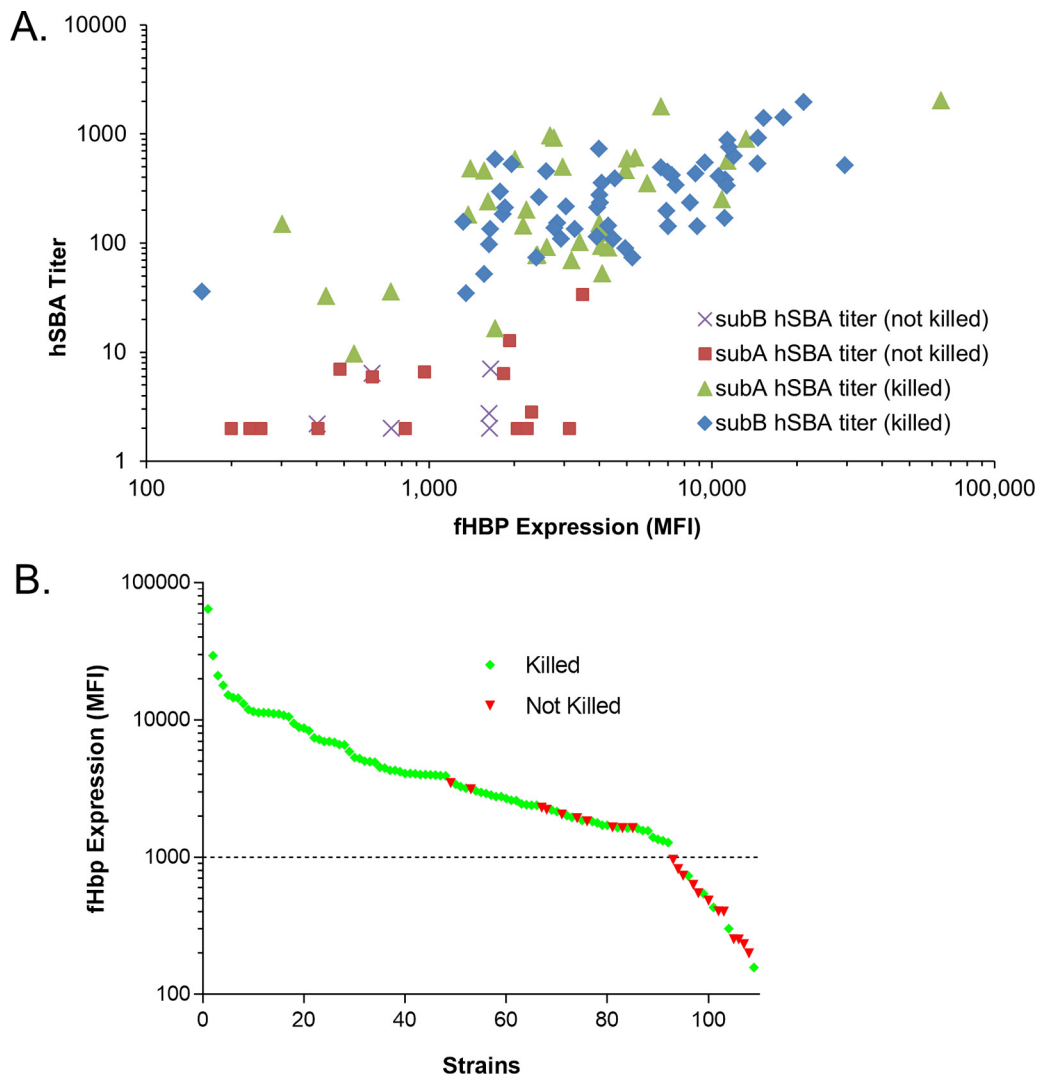 A.
10000
1000
100
10
1
hSBA Titer
subB hSBA titer (not killed)
subA hSBA titer (not killed)
subA hSBA titer (killed)
subB hSBA titer (killed)
100 1,000 10,000 100,000
fHBP Expression (MFI)
B.
100000
10000
1000
100
fHbp Expression (MFI)
Killed
Not Killed
0 20 40 60 80 100
Strains